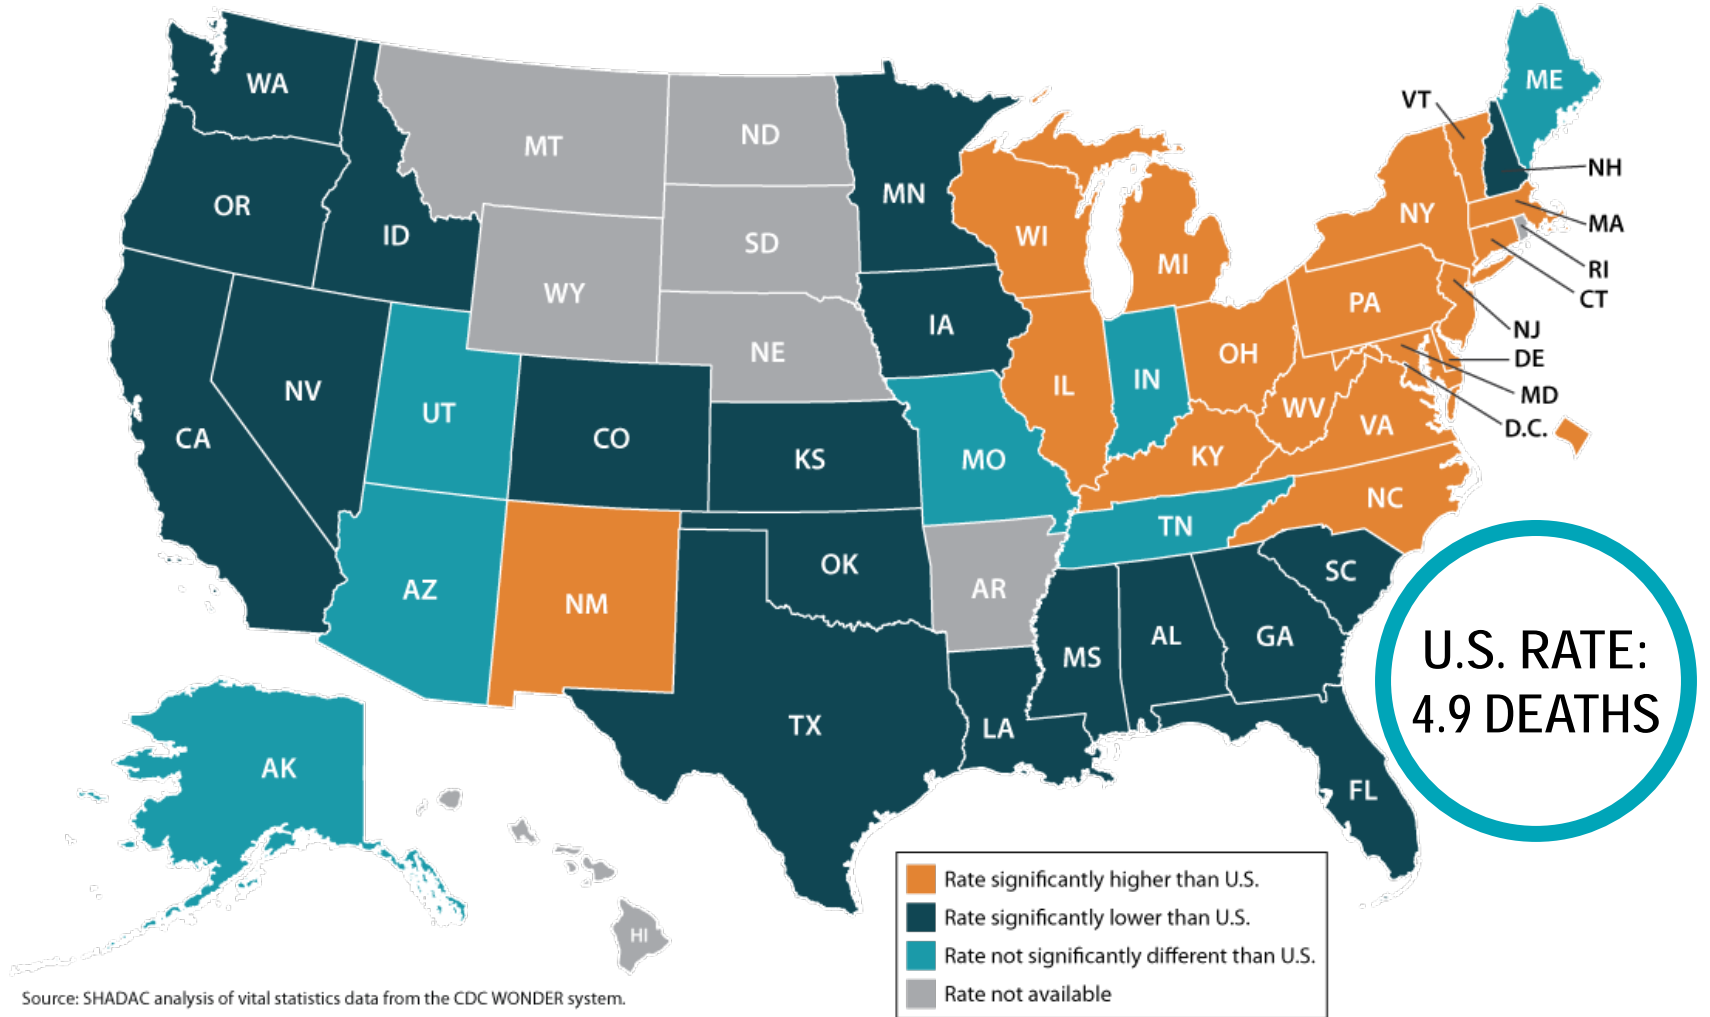 WA
MT
ND
MN
OR
ID
SD
WY
WI
MI
NY
ME
VT
NH
MA
RI
CT
NJ
DE
MD
D.C.
PA
IA
NE
NV
UT
CO
CA
KS
MO
IL
IN
OH
WV
VA
KY
NC
TN
AZ
NM
OK
AR
SC
MS
AL
GA
TX
LA
FL
AK
HI
U.S. RATE:
4.9 DEATHS
Rate significantly higher than U.S.
Rate significantly lower than U.S.
Rate not significantly different than U.S.
Rate not available
Source: SHADAC analysis of vital statistics data from the CDC WONDER system.